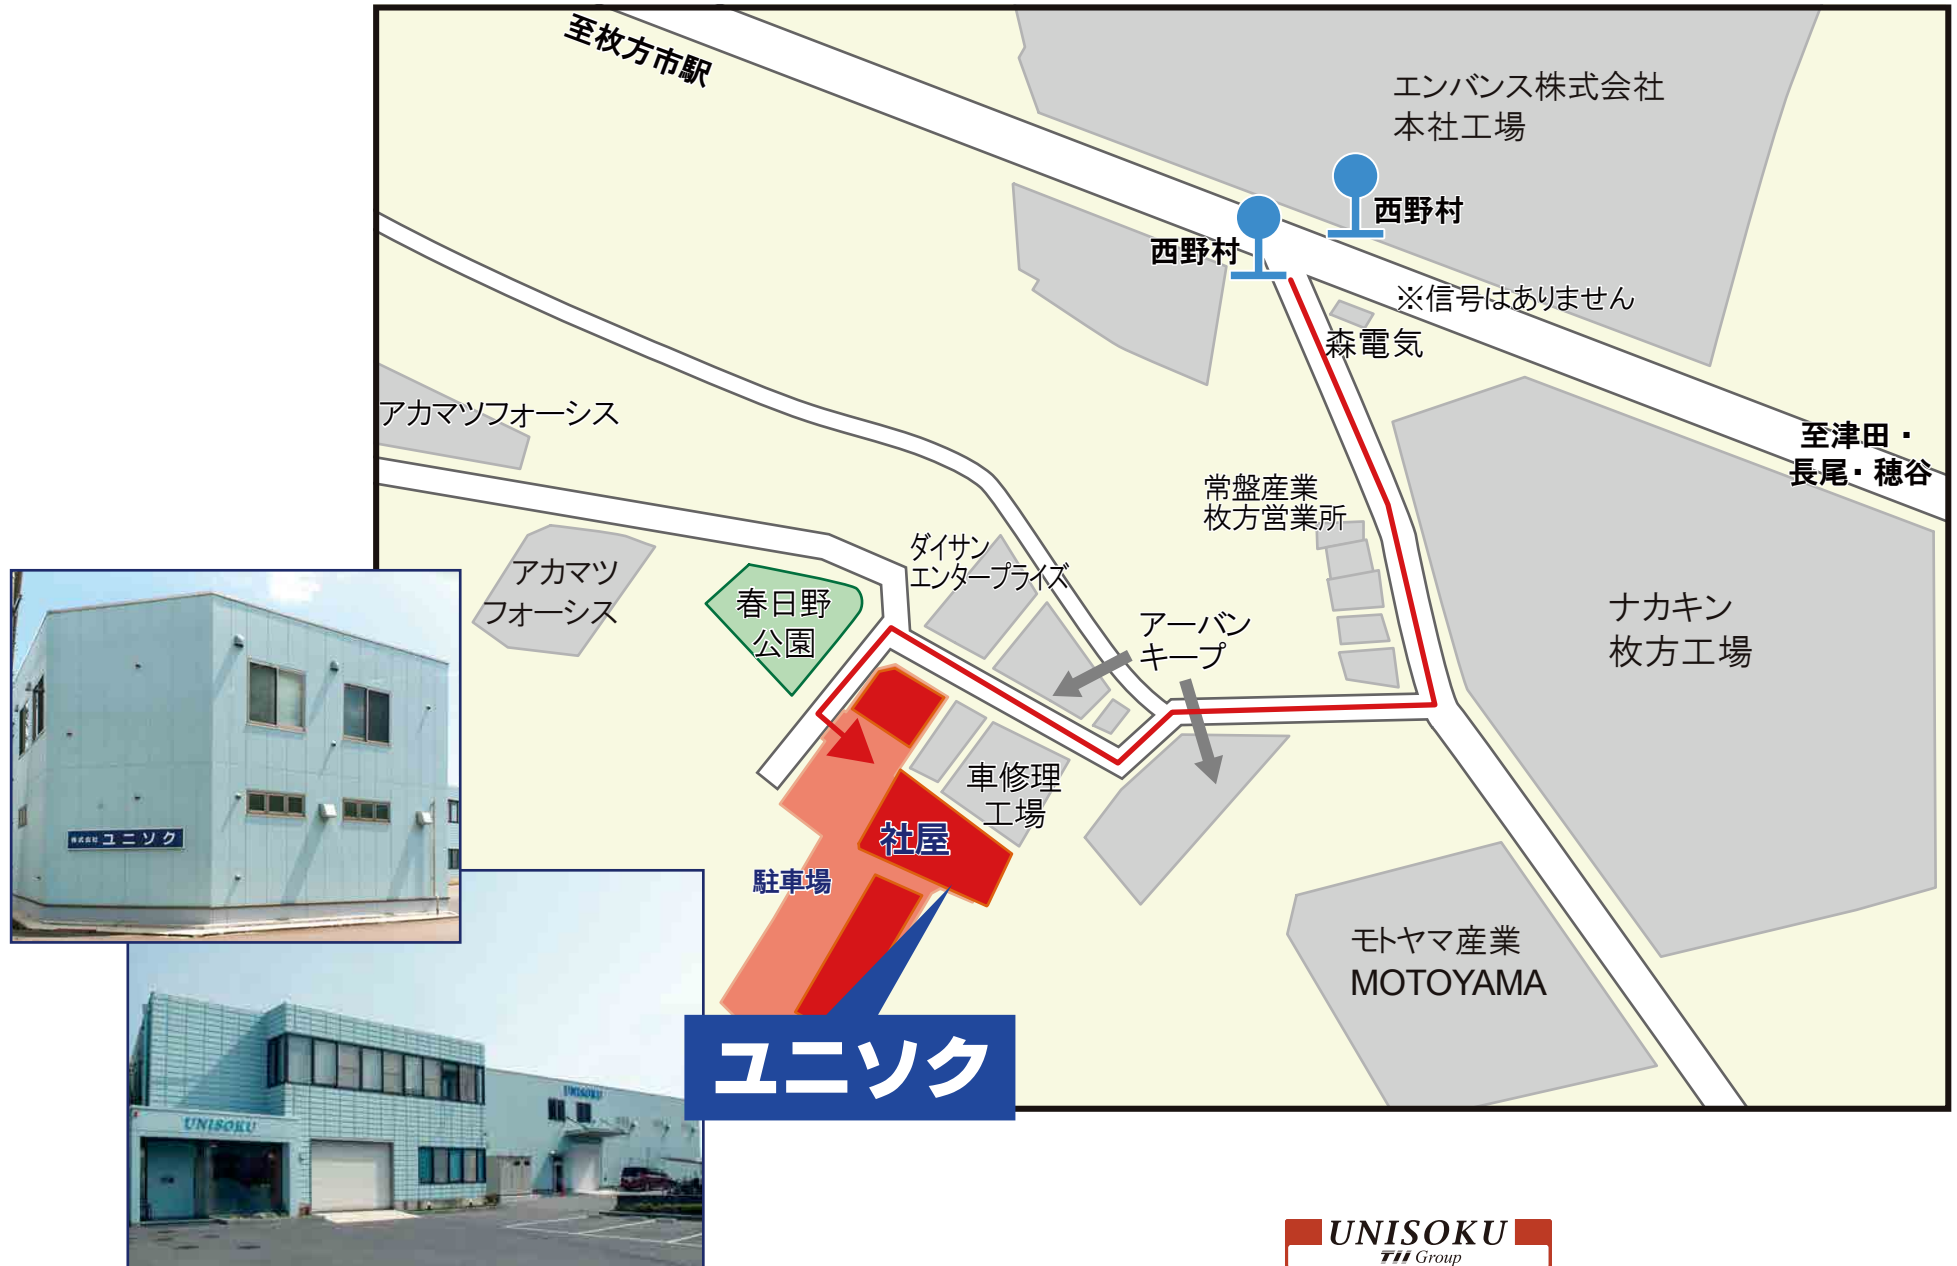 至枚方市駅
エンバンス株式会社
本社工場
西野村
西野村
※信号はありません
森電気
アカマツフォーシス
至津田・
長尾・穂谷
常盤産業
枚方営業所
ダイサン
エンタープライズ
アカマツ
フォーシス
春日野
公園
アーバン
キープ
ナカキン
枚方工場
車修理
工場
社屋
駐車場
株式会社 ユニソク
モトヤマ産業
MOTOYAMA
ユニソク
UNISOKU
UNISOKU
UNISOKU
TII Group